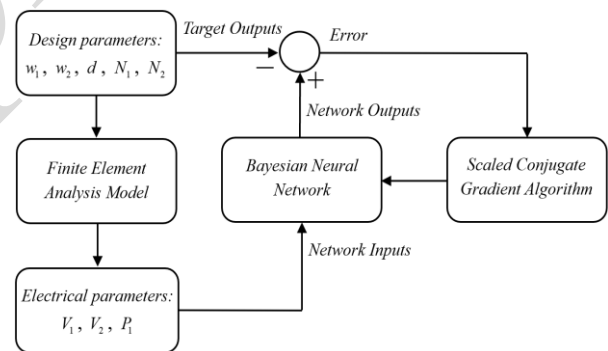 Design parameters:
w₁, w₂, d, N₁, N₂
Target Outputs
Error
−
+
Network Outputs
Finite Element
Analysis Model
Bayesian Neural
Network
Scaled Conjugate
Gradient Algorithm
Network Inputs
Electrical parameters:
V₁, V₂, P₁